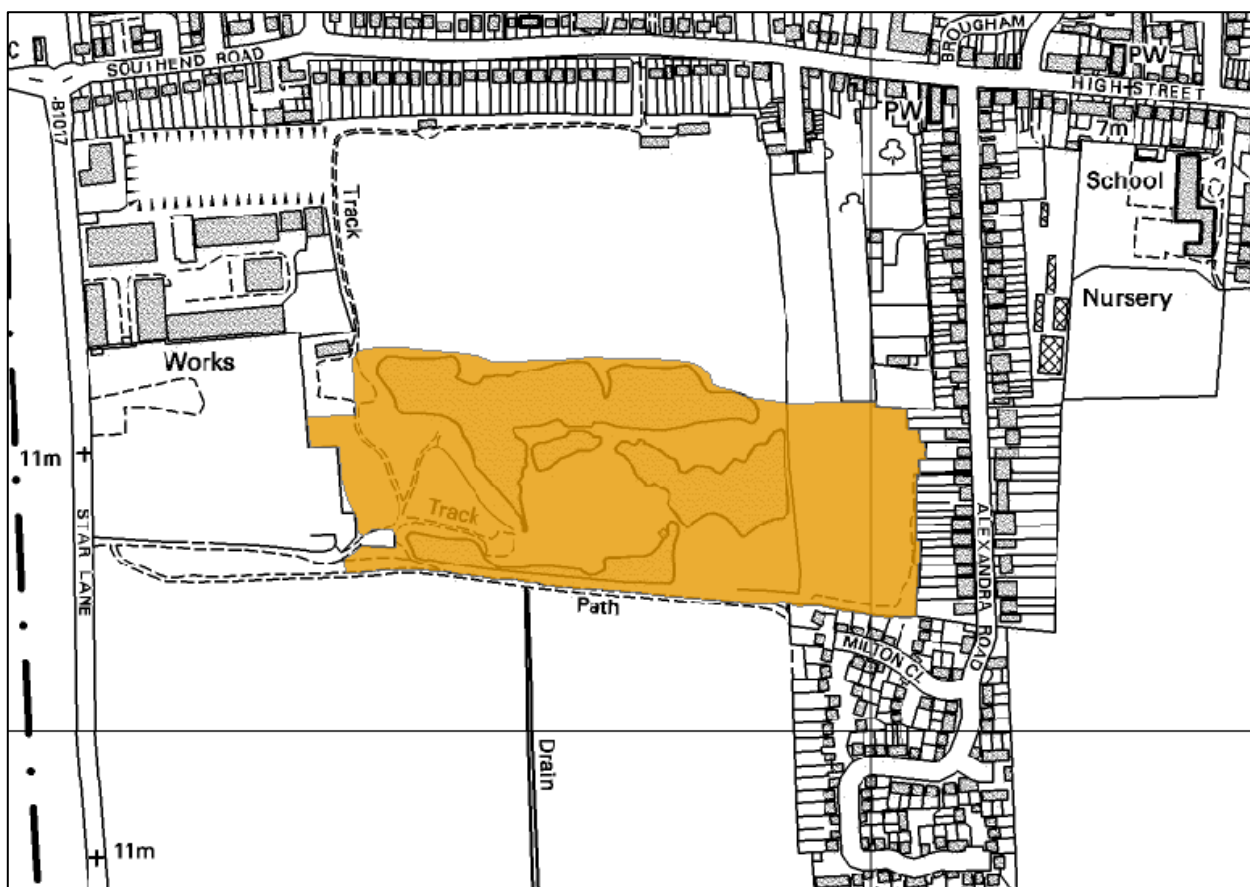 C
SOUTHEND ROAD
BROUGHAM
PW
HIGH STREET
B1017
PW
7m
School
Track
Nursery
Works
11m
Track
STAR LANE
ALEXANDRA ROAD
Path
MILTON CL
Drain
11m